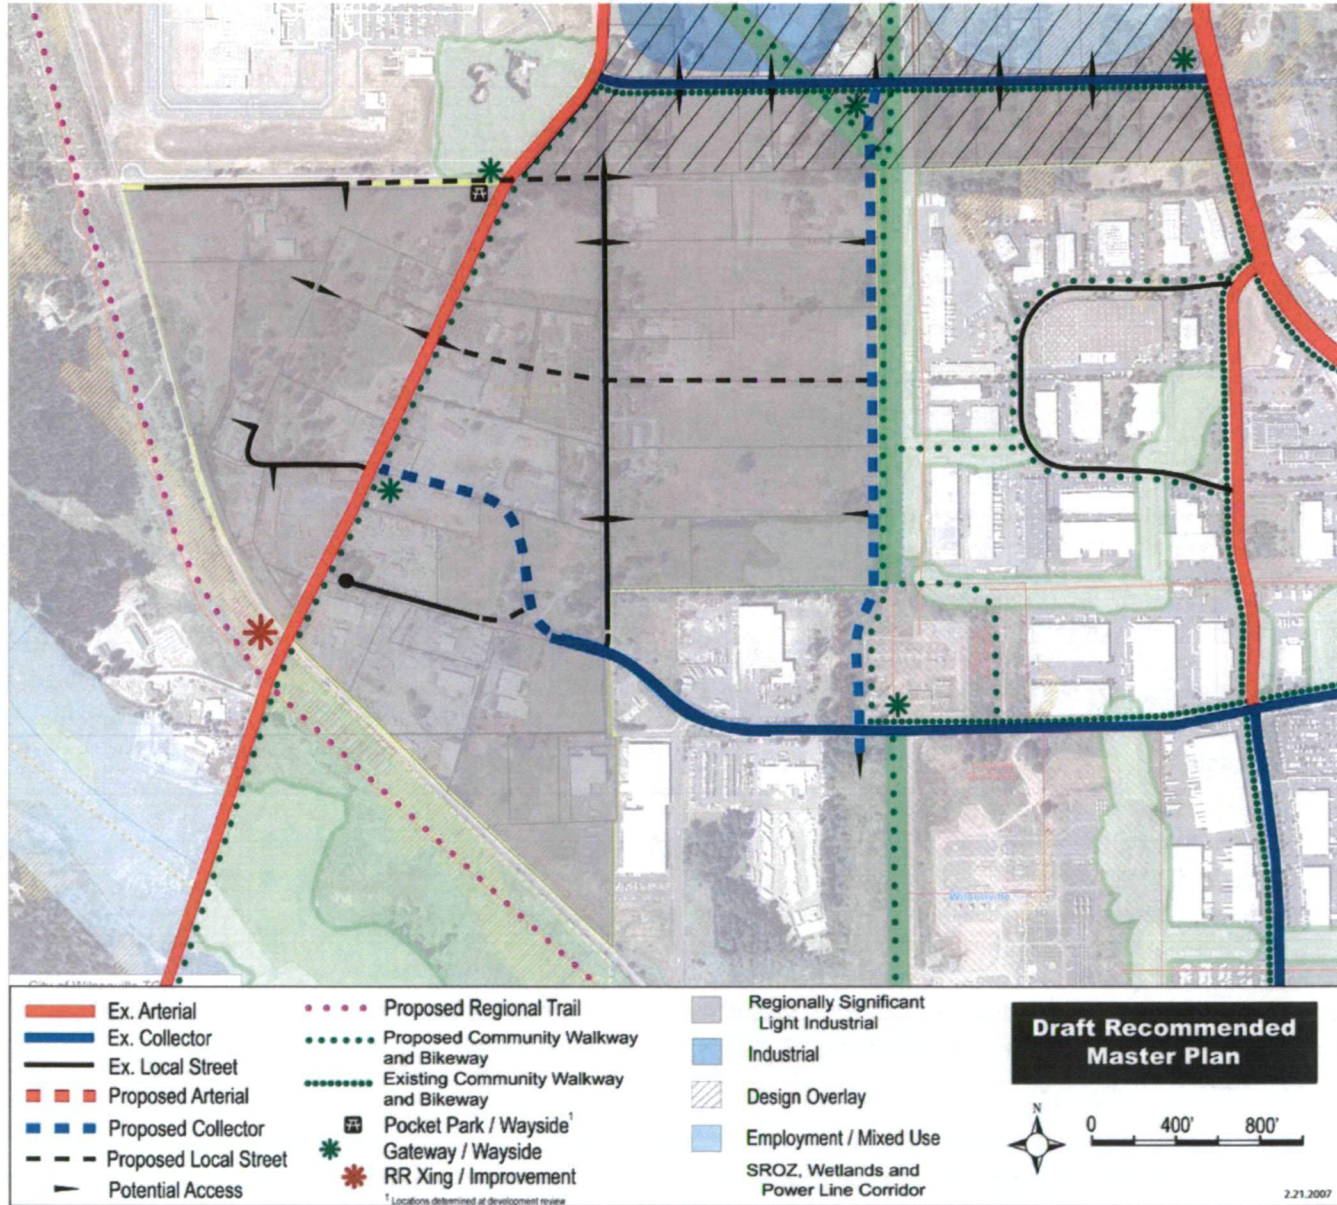 Wilsonville
Ex. Arterial
Ex. Collector
Ex. Local Street
Proposed Arterial
Proposed Collector
Proposed Local Street
Potential Access
Proposed Regional Trail
Proposed Community Walkway
and Bikeway
Existing Community Walkway
and Bikeway
Pocket Park / Wayside¹
Gateway / Wayside
RR Xing / Improvement
¹ Locations determined at development review
Regionally Significant
Light Industrial
Industrial
Design Overlay
Employment / Mixed Use
SROZ, Wetlands and
Power Line Corridor
Draft Recommended
Master Plan
N
0 400' 800'
2.21.2007